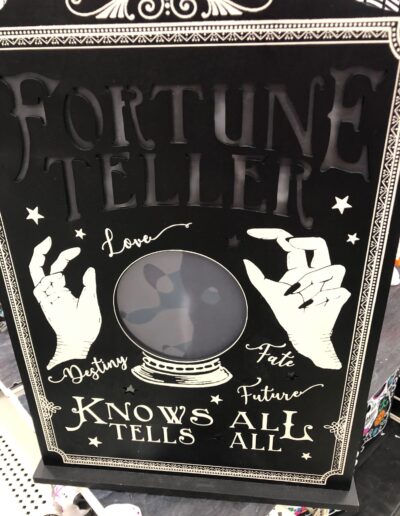 FORTUNE
TELLER
Love
Destiny
Fate
Future
KNOWS ALL
TELLS ALL